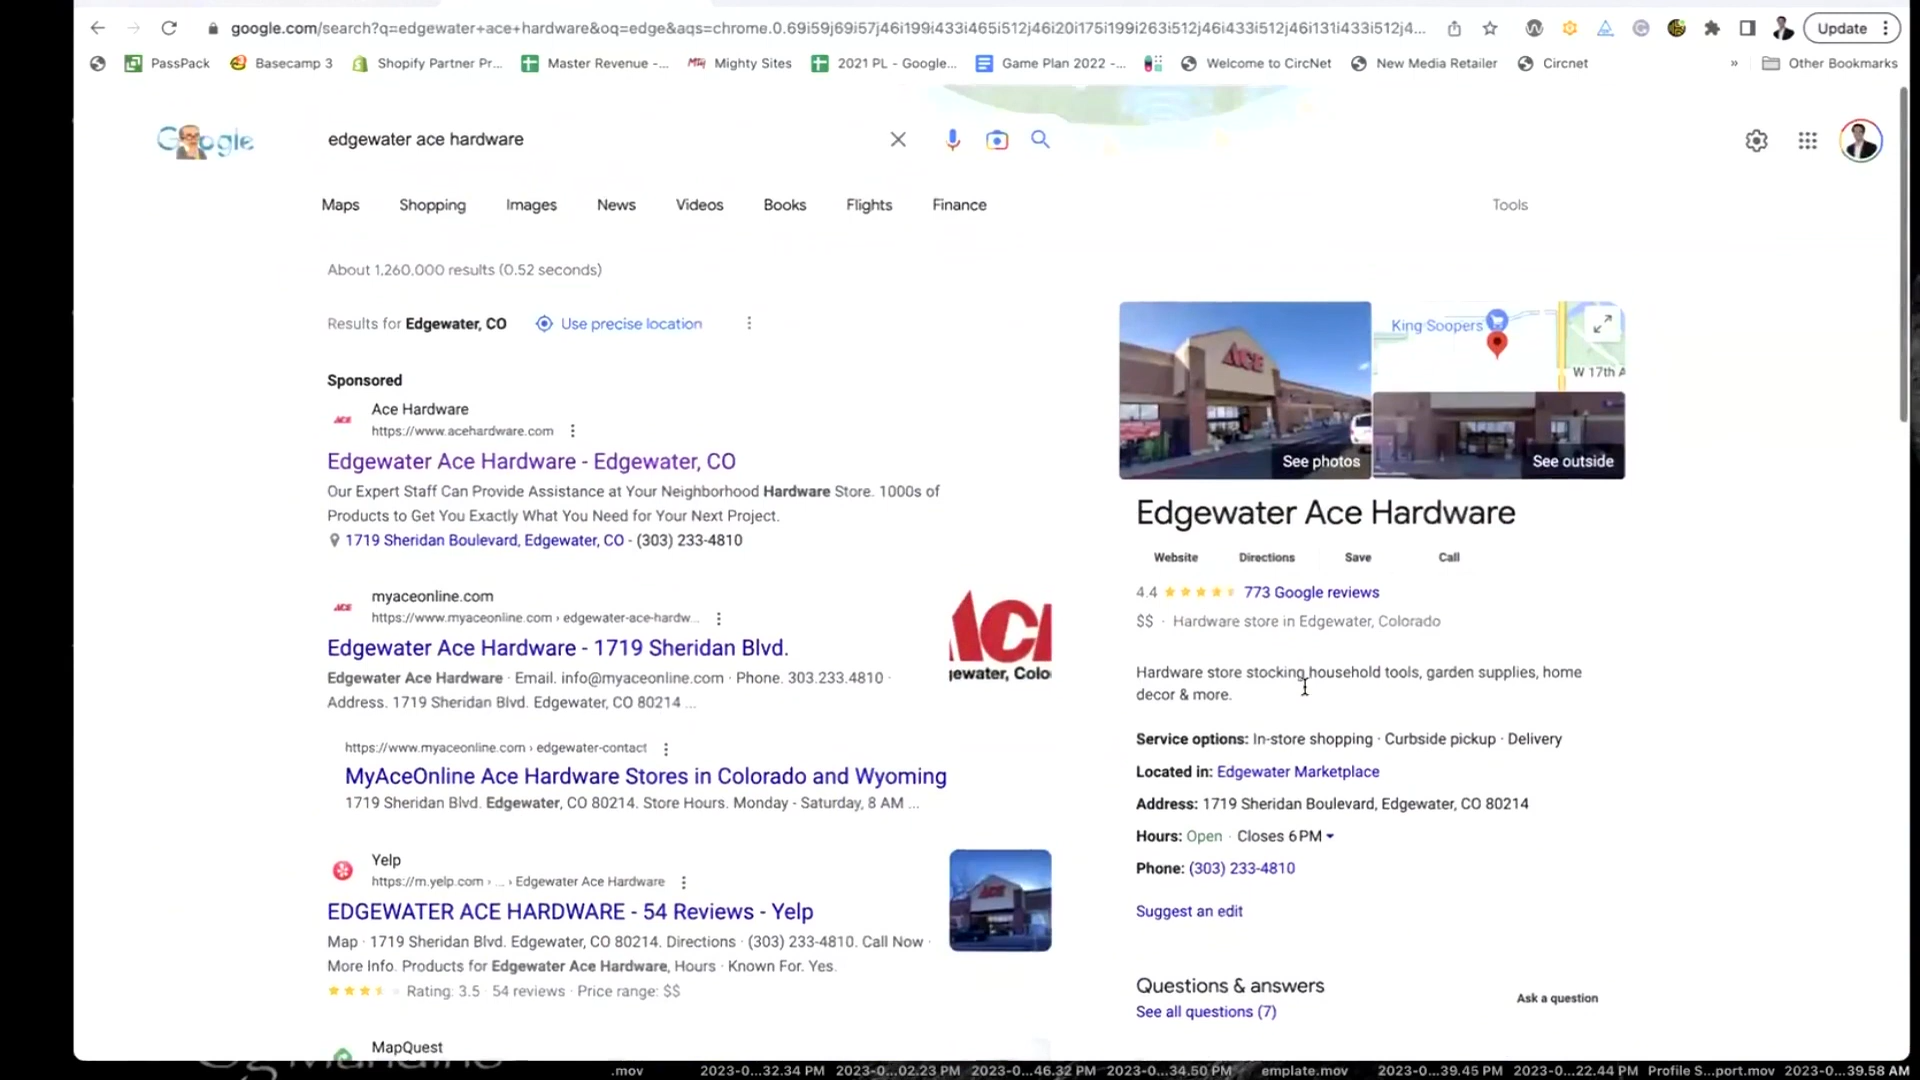 google.com/search?q=edgewater+ace+hardware&oq=edge&aqs=chrome.0.69i59j69i57j46i199i433i465i512j46i20i175i199i263i512j46i433i512j46i131i433i512j4...
Update
PassPack
Basecamp 3
Shopify Partner Pr...
Master Revenue -...
Mighty Sites
2021 PL - Google...
Game Plan 2022 -...
Welcome to CircNet
New Media Retailer
Circnet
»
Other Bookmarks
edgewater ace hardware
Maps
Shopping
Images
News
Videos
Books
Flights
Finance
Tools
About 1,260,000 results (0.52 seconds)
Results for Edgewater, CO
Use precise location
Sponsored
Ace Hardware
https://www.acehardware.com
Edgewater Ace Hardware - Edgewater, CO
Our Expert Staff Can Provide Assistance at Your Neighborhood Hardware Store. 1000s of
Products to Get You Exactly What You Need for Your Next Project.
1719 Sheridan Boulevard, Edgewater, CO - (303) 233-4810
myaceonline.com
https://www.myaceonline.com › edgewater-ace-hardw...
Edgewater Ace Hardware - 1719 Sheridan Blvd.
Edgewater Ace Hardware · Email. info@myaceonline.com · Phone. 303.233.4810 ·
Address. 1719 Sheridan Blvd. Edgewater, CO 80214 ...
https://www.myaceonline.com › edgewater-contact
MyAceOnline Ace Hardware Stores in Colorado and Wyoming
1719 Sheridan Blvd. Edgewater, CO 80214. Store Hours. Monday - Saturday, 8 AM ...
Yelp
https://m.yelp.com › ... › Edgewater Ace Hardware
EDGEWATER ACE HARDWARE - 54 Reviews - Yelp
Map · 1719 Sheridan Blvd. Edgewater, CO 80214. Directions · (303) 233-4810. Call Now ·
More Info. Products for Edgewater Ace Hardware, Hours · Known For. Yes.
Rating: 3.5 · 54 reviews · Price range: $$
MapQuest
ACE
King Soopers
W 17th A
See photos
See outside
Edgewater Ace Hardware
Website
Directions
Save
Call
4.4
773 Google reviews
$$ · Hardware store in Edgewater, Colorado
Hardware store stocking household tools, garden supplies, home
decor & more.
Service options: In-store shopping · Curbside pickup · Delivery
Located in: Edgewater Marketplace
Address: 1719 Sheridan Boulevard, Edgewater, CO 80214
Hours: Open · Closes 6 PM
Phone: (303) 233-4810
Suggest an edit
Questions & answers
See all questions (7)
Ask a question
.mov
2023-0...32.34 PM
2023-0...02.23 PM
2023-0...46.32 PM
2023-0...34.50 PM
emplate.mov
2023-0...39.45 PM
2023-0...22.44 PM
Profile S...port.mov
2023-0...39.58 AM